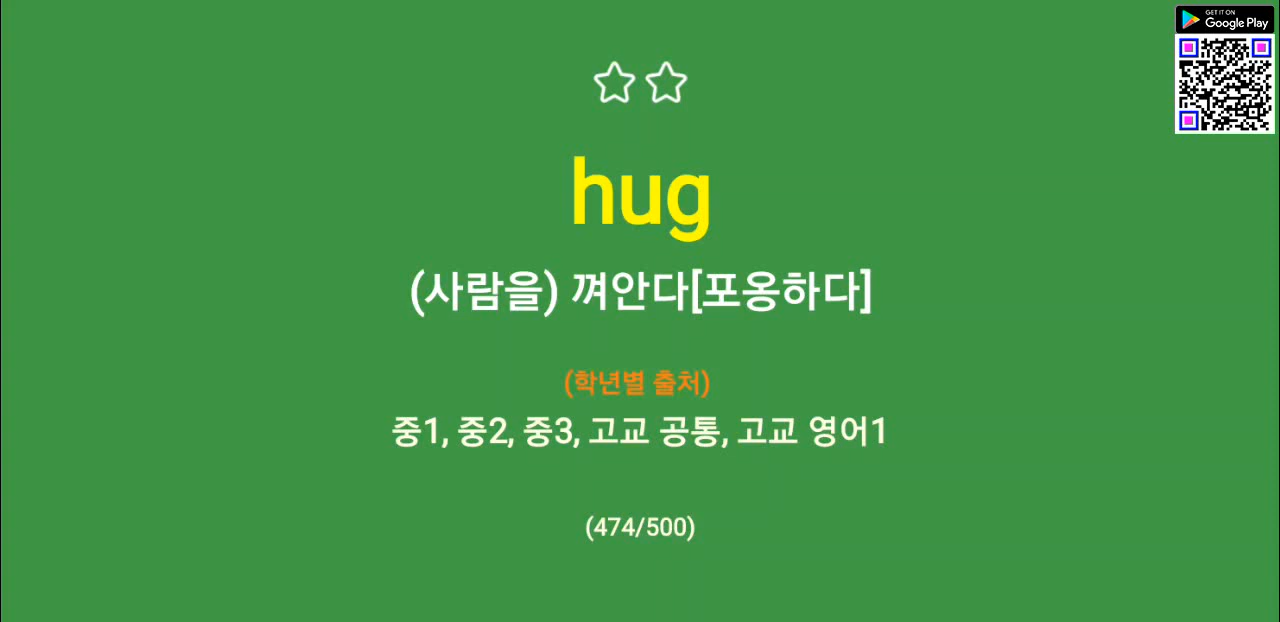 GET IT ON
Google Play
hug
(사람을) 껴안다[포옹하다]
(학년별 출처)
중1, 중2, 중3, 고교 공통, 고교 영어1
(474/500)